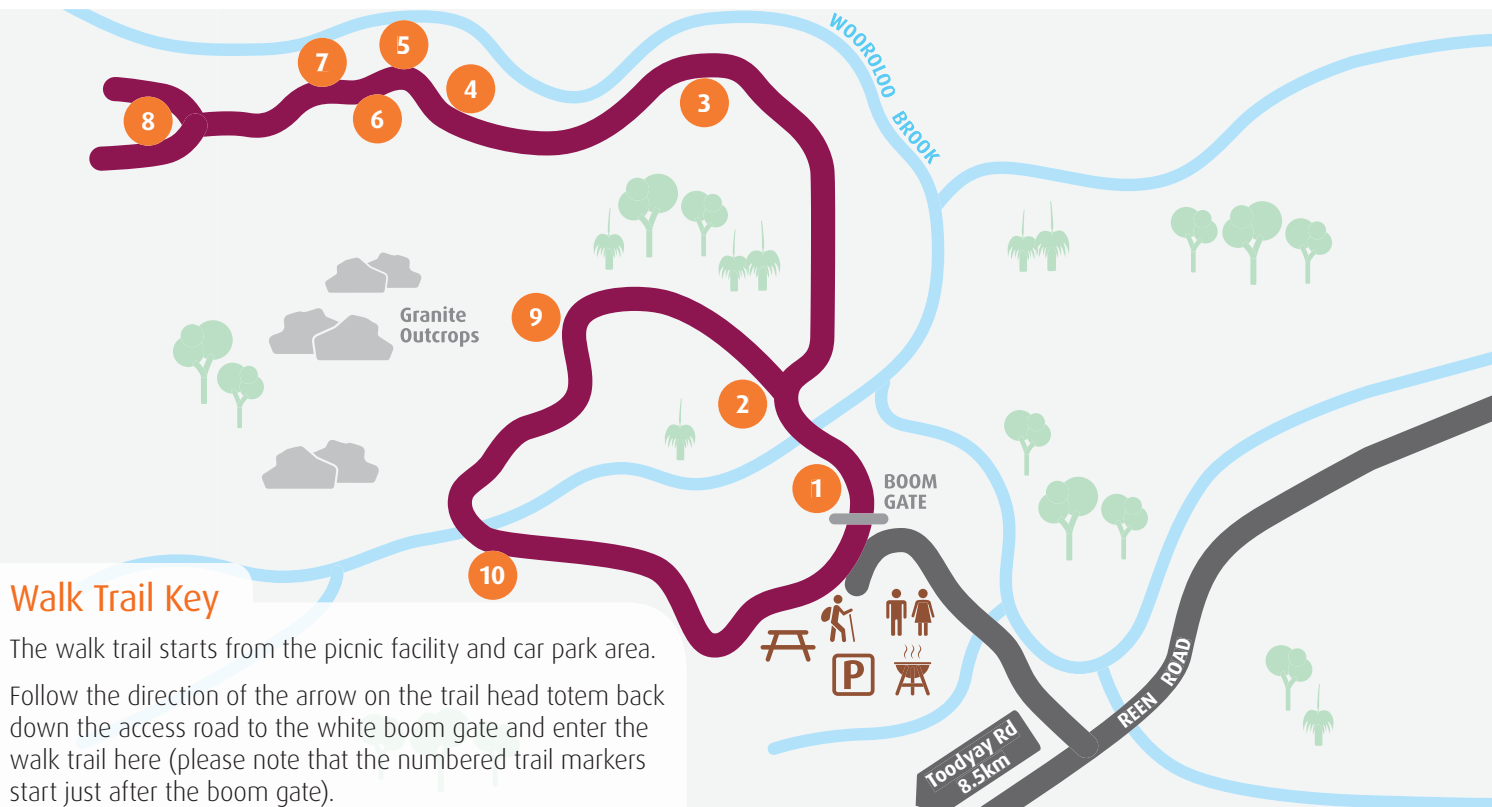 WOOROLOO BROOK
5
7
4
3
6
8
Granite
Outcrops
9
2
1
BOOM
GATE
10
P
REEN ROAD
Toodyay Rd
8.5km
Walk Trail Key
The walk trail starts from the picnic facility and car park area.
Follow the direction of the arrow on the trail head totem back
down the access road to the white boom gate and enter the
walk trail here (please note that the numbered trail markers
start just after the boom gate).